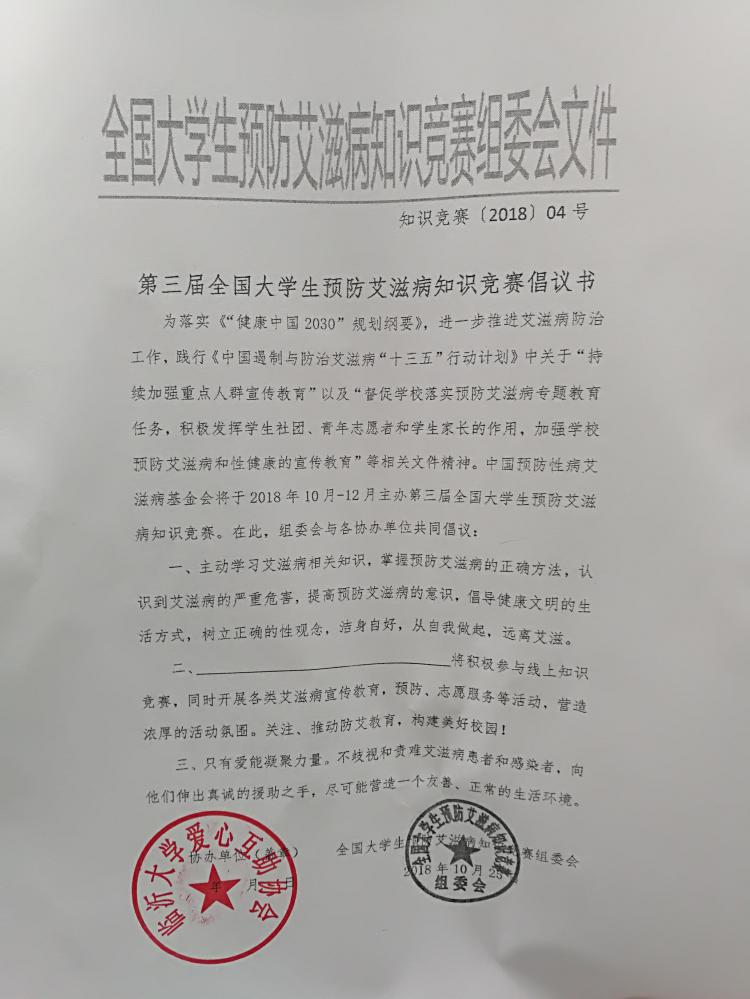 全国大学生预防艾滋病知识竞赛组委会文件
知识竞赛〔2018〕04 号
第三届全国大学生预防艾滋病知识竞赛倡议书
为落实《“健康中国 2030”规划纲要》，进一步推进艾滋病防治
工作，践行《中国遏制与防治艾滋病“十三五”行动计划》中关于“持
续加强重点人群宣传教育”以及“督促学校落实预防艾滋病专题教育
任务，积极发挥学生社团、青年志愿者和学生家长的作用，加强学校
预防艾滋病和性健康的宣传教育”等相关文件精神。中国预防性病艾
滋病基金会将于 2018 年 10 月-12 月主办第三届全国大学生预防艾滋
病知识竞赛。在此，组委会与各协办单位共同倡议：
一、主动学习艾滋病相关知识，掌握预防艾滋病的正确方法，认
识到艾滋病的严重危害，提高预防艾滋病的意识，倡导健康文明的生
活方式，树立正确的性观念，洁身自好，从自我做起，远离艾滋。
二、将积极参与线上知识
竞赛，同时开展各类艾滋病宣传教育，预防、志愿服务等活动，营造
浓厚的活动氛围。关注、推动防艾教育，构建美好校园！
三、只有爱能凝聚力量。不歧视和责难艾滋病患者和感染者，向
他们伸出真诚的援助之手，尽可能营造一个友善、正常的生活环境。
协办单位（盖章）
年 月 日
临沂大学爱心互助协会
全国大学生预防艾滋病知识竞赛组委会
2018 年 10 月 25
全国大学生预防艾滋病知识竞赛
组委会